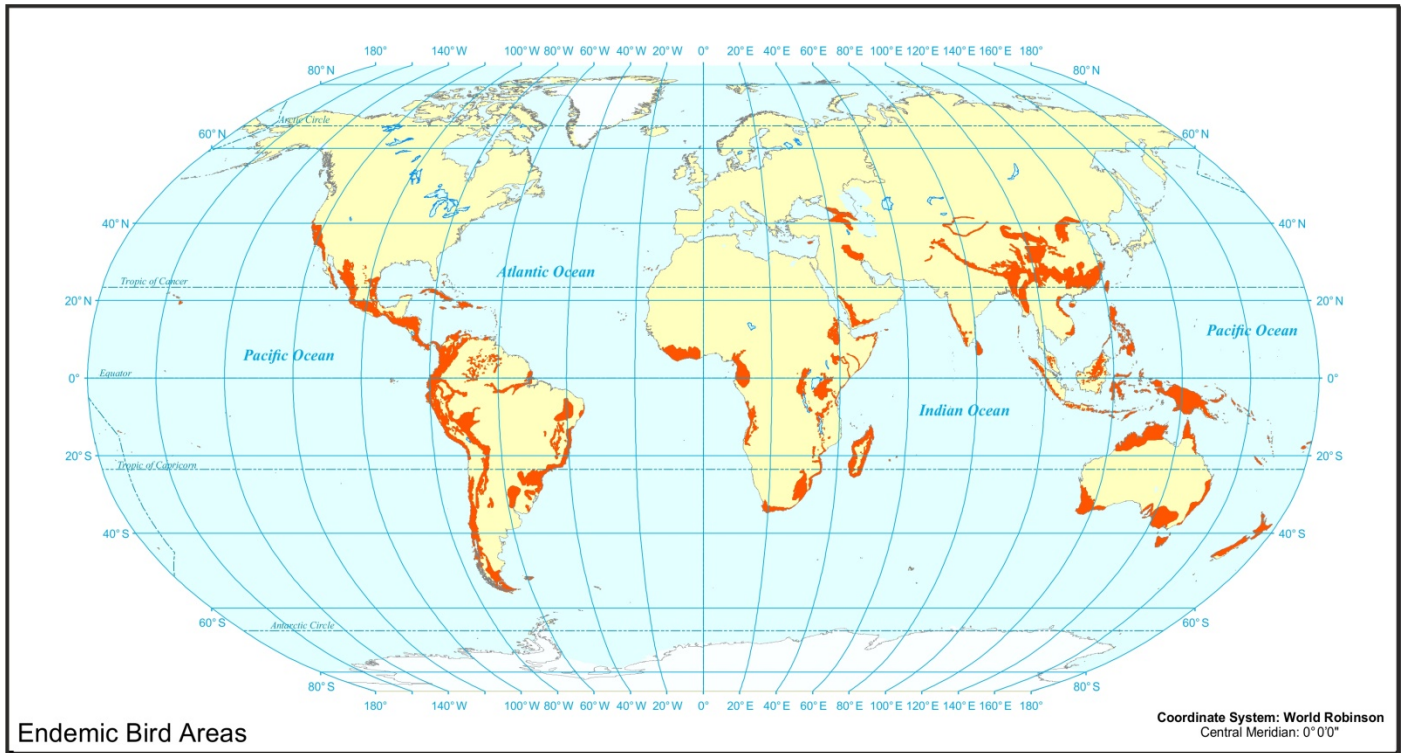 180° 140° W 100° W 80° W 60° W 40° W 20° W 0° 20° E 40° E 60° E 80° E 100° E 120° E 140° E 160° E 180°
80° N 80° N
Arctic Circle
60° N 60° N
40° N 40° N
Atlantic Ocean
Tropic of Cancer
20° N 20° N
Pacific Ocean Pacific Ocean
Equator
0° 0°
Indian Ocean
20° S 20° S
Tropic of Capricorn
40° S 40° S
60° S 60° S
Antarctic Circle
80° S 80° S
180° 140° W 100° W 80° W 60° W 40° W 20° W 0° 20° E 40° E 60° E 80° E 100° E 120° E 140° E 160° E 180°
Endemic Bird Areas
Coordinate System: World Robinson
Central Meridian: 0°0'0"